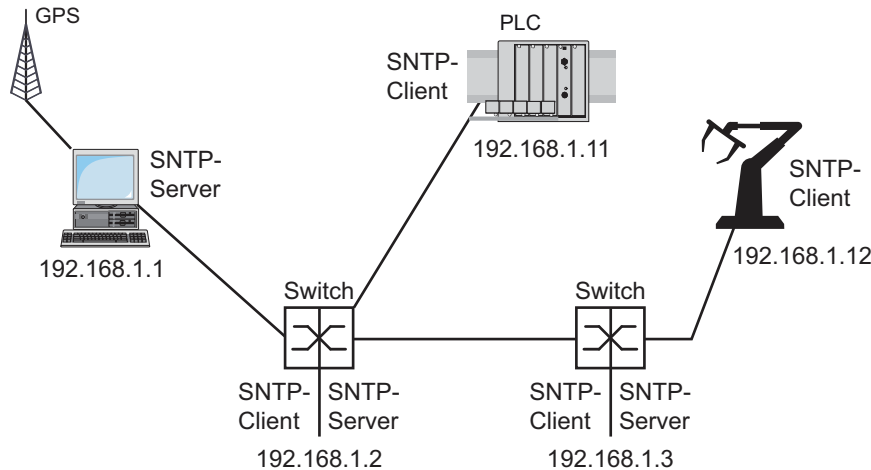 GPS
PLC
SNTP-
Client
192.168.1.11
SNTP-
Server
192.168.1.1
SNTP-
Client
192.168.1.12
Switch
Switch
SNTP-
Client
SNTP-
Server
192.168.1.2
SNTP-
Client
SNTP-
Server
192.168.1.3